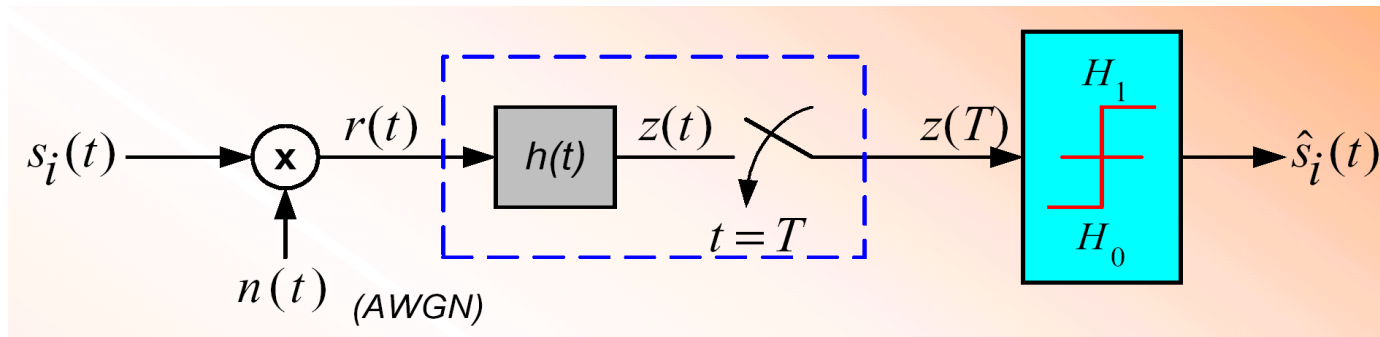 s_i(t)
x
r(t)
h(t)
z(t)
t = T
z(T)
H_1
H_0
ŝ_i(t)
n(t)
(AWGN)